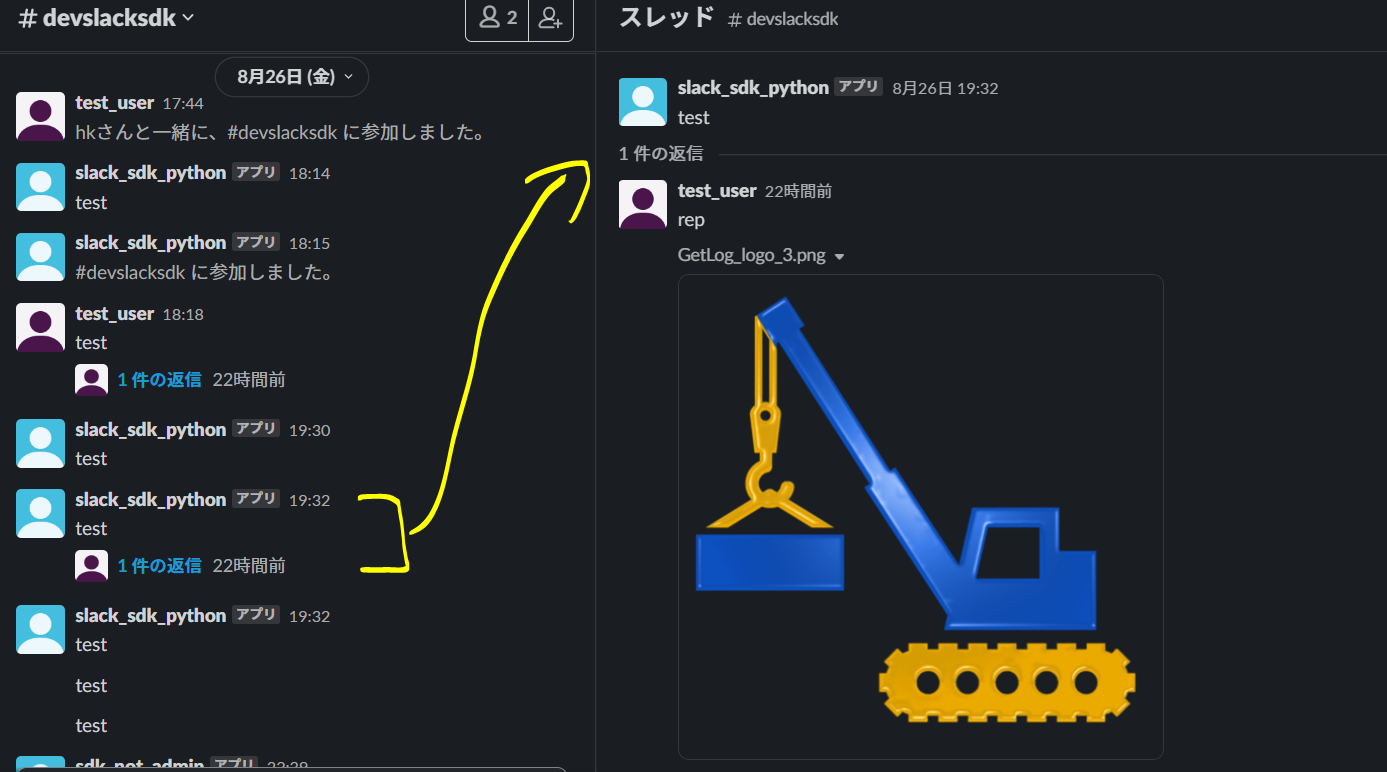 # devslacksdk
2
8月26日 (金)
test_user 17:44
hkさんと一緒に、#devslacksdk に参加しました。
slack_sdk_python アプリ 18:14
test
slack_sdk_python アプリ 18:15
#devslacksdk に参加しました。
test_user 18:18
test
1 件の返信 22時間前
slack_sdk_python アプリ 19:30
test
slack_sdk_python アプリ 19:32
test
1 件の返信 22時間前
slack_sdk_python アプリ 19:32
test
test
test
sdk_not_admin アプリ
スレッド # devslacksdk
slack_sdk_python アプリ 8月26日 19:32
test
1 件の返信
test_user 22時間前
rep
GetLog_logo_3.png